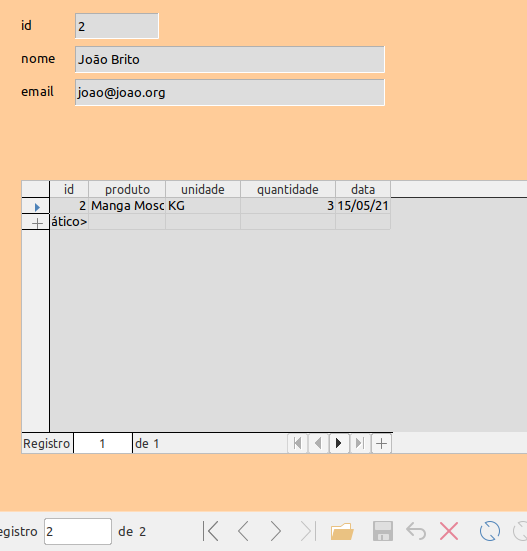 id 2
nome João Brito
email joao@joao.org
id produto unidade quantidade data
2 Manga Mosc KG 3 15/05/21
ático>
Registro 1 de 1
egistro 2 de 2